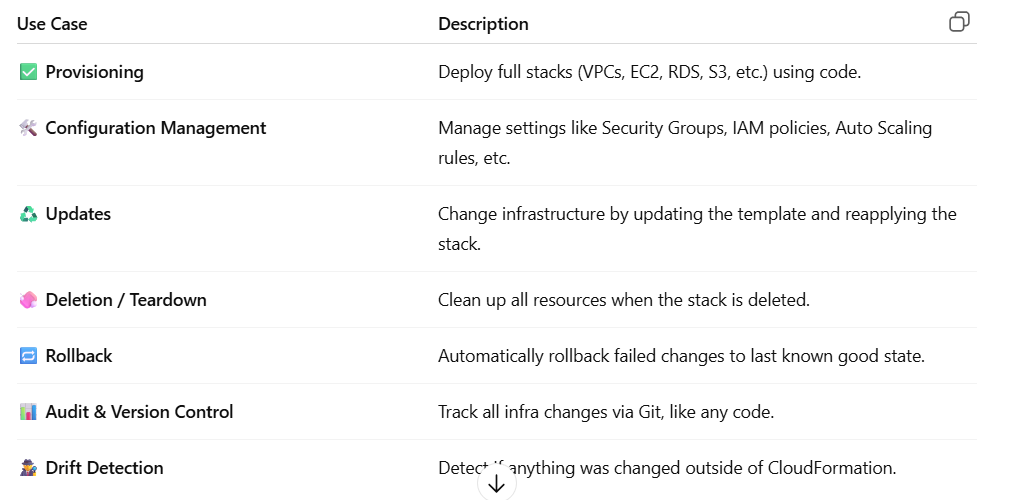 Use Case Description
Provisioning Deploy full stacks (VPCs, EC2, RDS, S3, etc.) using code.
Configuration Management Manage settings like Security Groups, IAM policies, Auto Scaling
rules, etc.
Updates Change infrastructure by updating the template and reapplying the
stack.
Deletion / Teardown Clean up all resources when the stack is deleted.
Rollback Automatically rollback failed changes to last known good state.
Audit & Version Control Track all infra changes via Git, like any code.
Drift Detection Detect if anything was changed outside of CloudFormation.